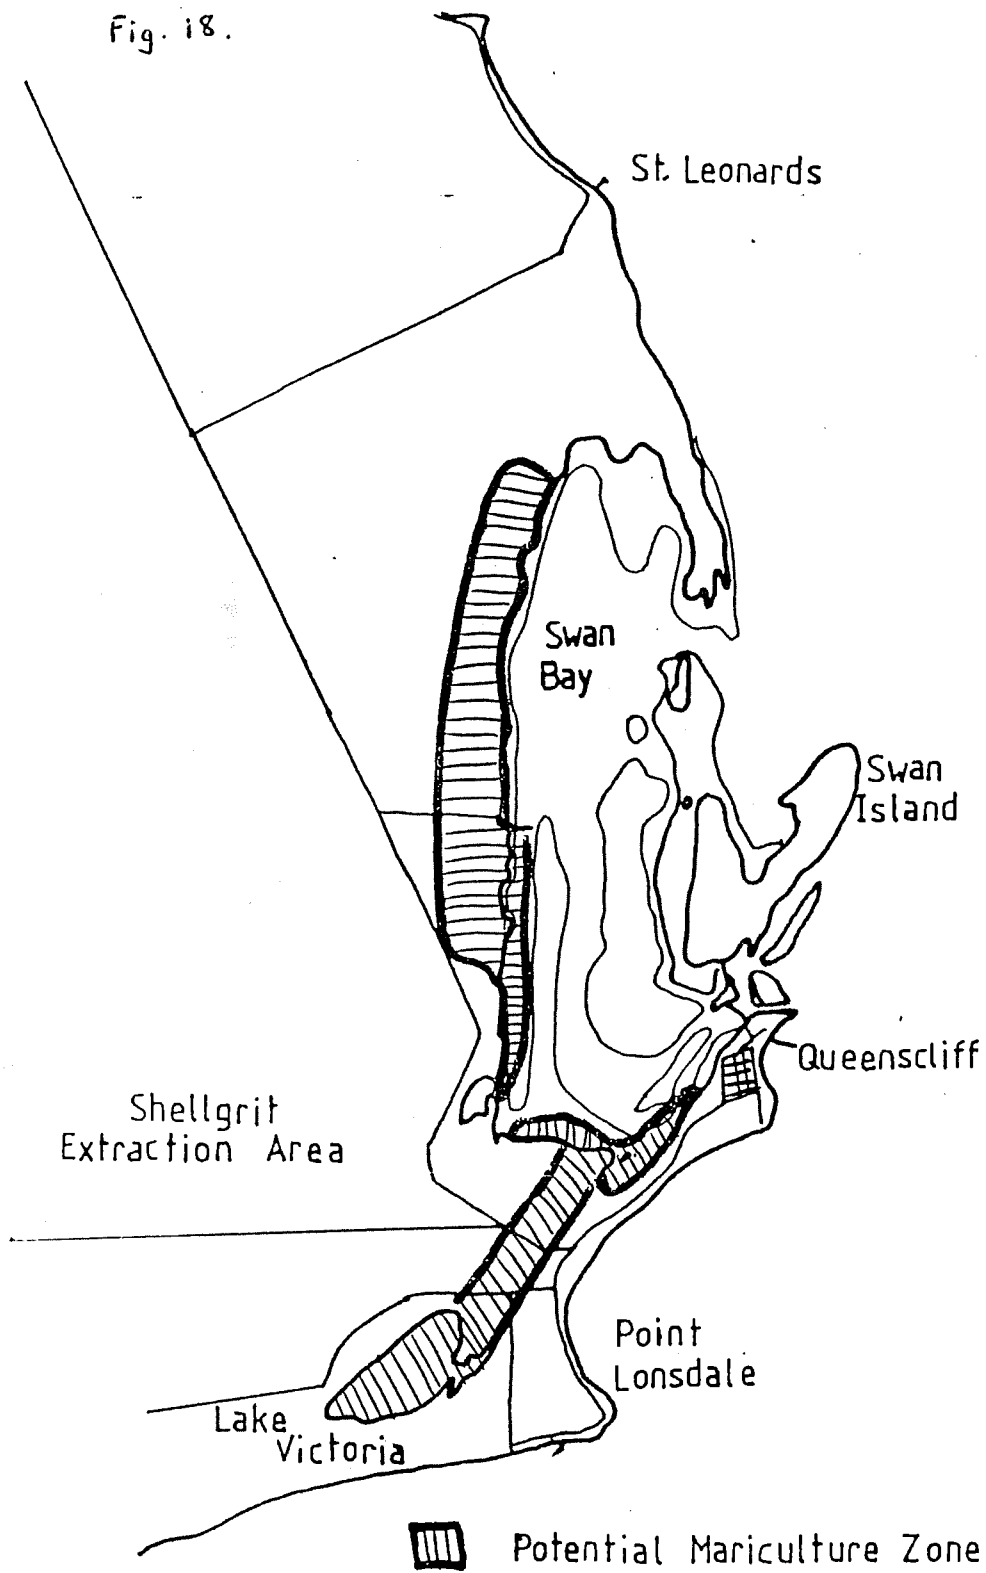 Fig. 18.
St. Leonards
Swan
Bay
Swan
Island
Queenscliff
Shellgrit
Extraction Area
Point
Lonsdale
Lake
Victoria
Potential Mariculture Zone